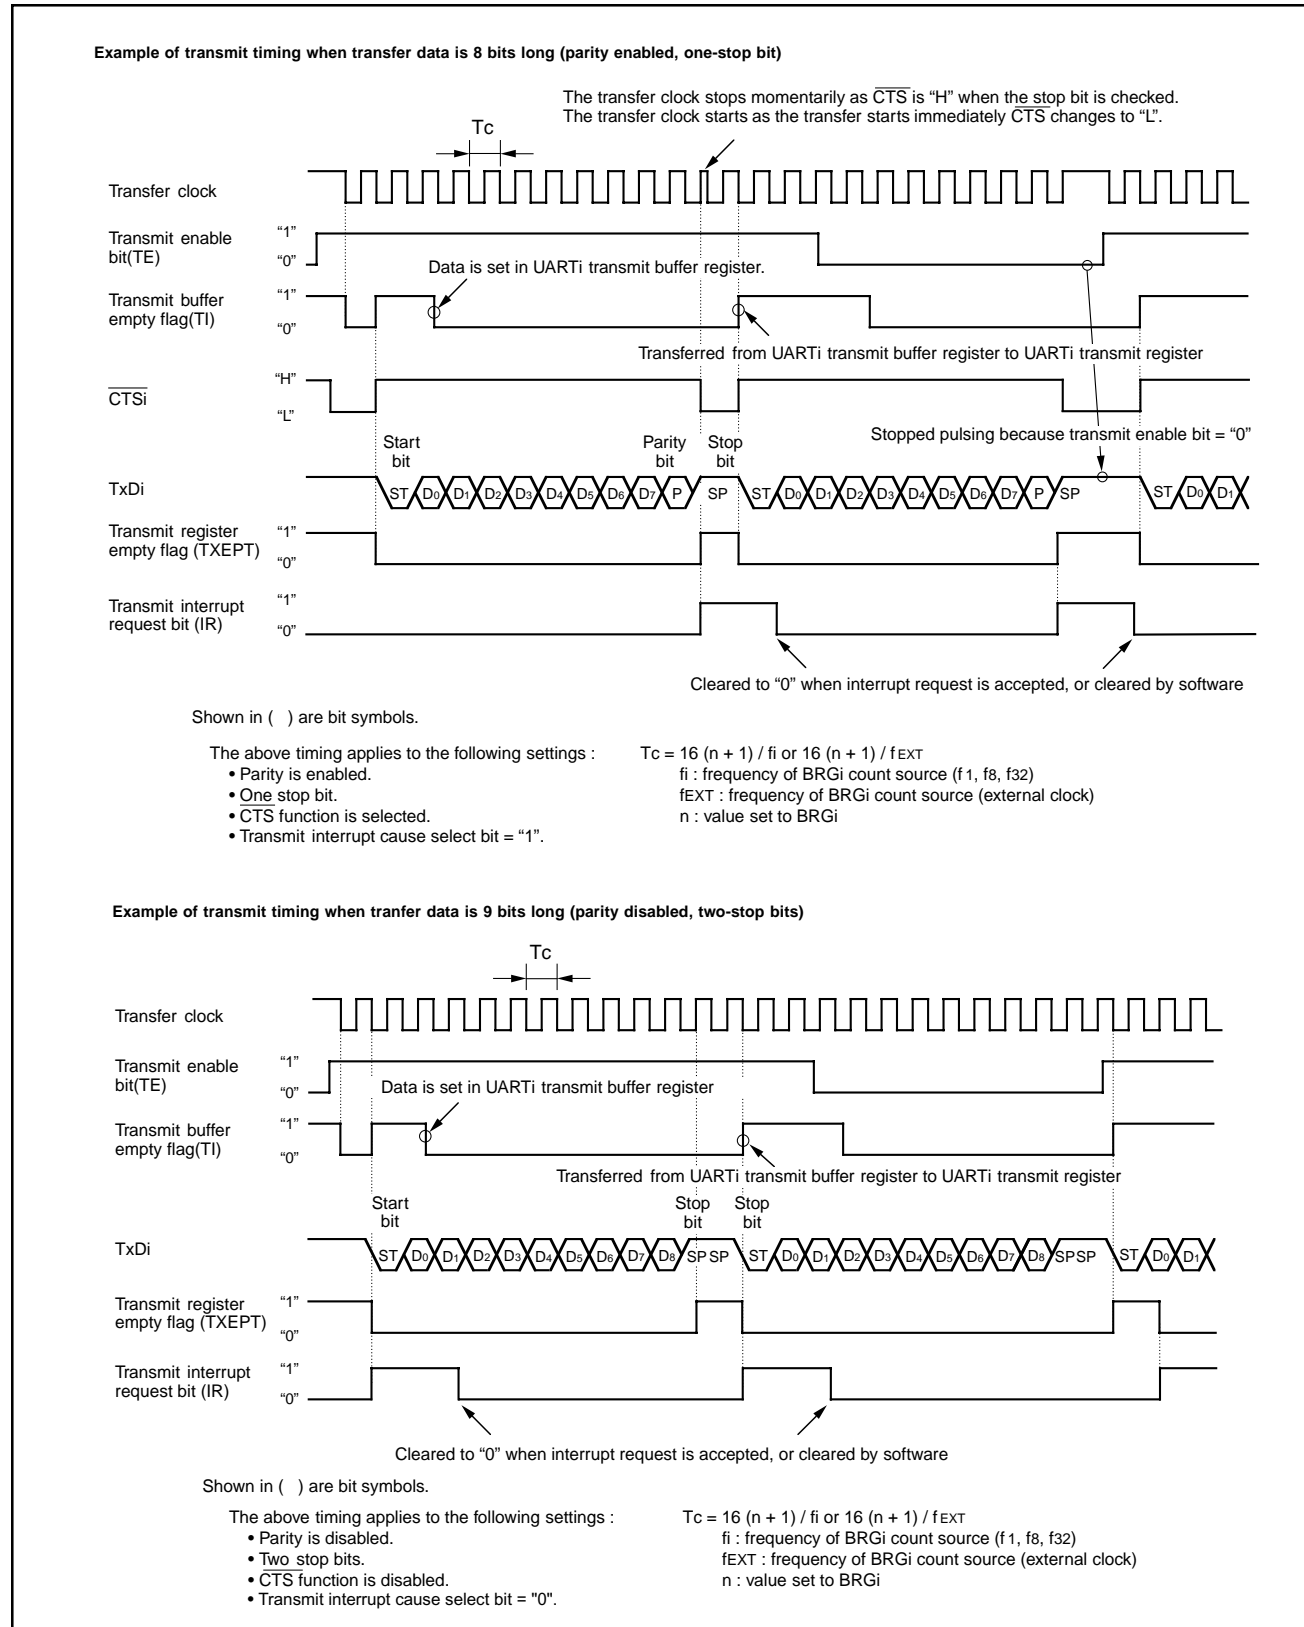 Example of transmit timing when transfer data is 8 bits long (parity enabled, one-stop bit)
The transfer clock stops momentarily as CTS is “H” when the stop bit is checked.
The transfer clock starts as the transfer starts immediately CTS changes to “L”.
Tc
Transfer clock
Transmit enable
bit(TE)
“1”
“0”
Data is set in UARTi transmit buffer register.
Transmit buffer
empty flag(TI)
“1”
“0”
Transferred from UARTi transmit buffer register to UARTi transmit register
CTSi
“H”
“L”
Stopped pulsing because transmit enable bit = “0”
Start
bit
Parity
bit
Stop
bit
TxDi
ST D0 D1 D2 D3 D4 D5 D6 D7 P SP ST D0 D1 D2 D3 D4 D5 D6 D7 P SP ST D0 D1
Transmit register
empty flag (TXEPT)
“1”
“0”
Transmit interrupt
request bit (IR)
“1”
“0”
Cleared to “0” when interrupt request is accepted, or cleared by software
Shown in ( ) are bit symbols.
The above timing applies to the following settings :
• Parity is enabled.
• One stop bit.
• CTS function is selected.
• Transmit interrupt cause select bit = “1”.
Tc = 16 (n + 1) / fi or 16 (n + 1) / fEXT
fi : frequency of BRGi count source (f1, f8, f32)
fEXT : frequency of BRGi count source (external clock)
n : value set to BRGi
Example of transmit timing when tranfer data is 9 bits long (parity disabled, two-stop bits)
Tc
Transfer clock
Transmit enable
bit(TE)
“1”
“0”
Data is set in UARTi transmit buffer register
Transmit buffer
empty flag(TI)
“1”
“0”
Transferred from UARTi transmit buffer register to UARTi transmit register
Start
bit
Stop
bit
Stop
bit
TxDi
ST D0 D1 D2 D3 D4 D5 D6 D7 D8 SP SP ST D0 D1 D2 D3 D4 D5 D6 D7 D8 SP SP ST D0 D1
Transmit register
empty flag (TXEPT)
“1”
“0”
Transmit interrupt
request bit (IR)
“1”
“0”
Cleared to “0” when interrupt request is accepted, or cleared by software
Shown in ( ) are bit symbols.
The above timing applies to the following settings :
• Parity is disabled.
• Two stop bits.
• CTS function is disabled.
• Transmit interrupt cause select bit = "0".
Tc = 16 (n + 1) / fi or 16 (n + 1) / fEXT
fi : frequency of BRGi count source (f1, f8, f32)
fEXT : frequency of BRGi count source (external clock)
n : value set to BRGi